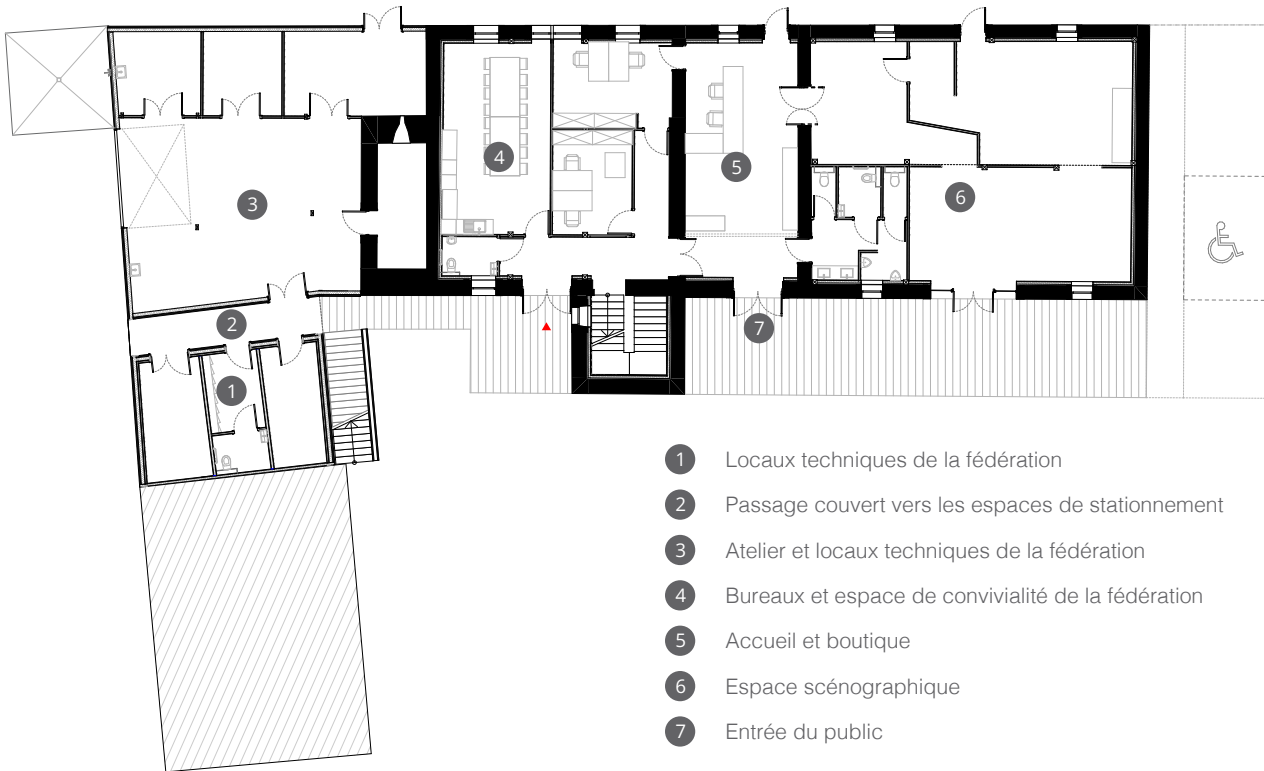 3
4
5
6
2
7
1
1 Locaux techniques de la fédération
2 Passage couvert vers les espaces de stationnement
3 Atelier et locaux techniques de la fédération
4 Bureaux et espace de convivialité de la fédération
5 Accueil et boutique
6 Espace scénographique
7 Entrée du public